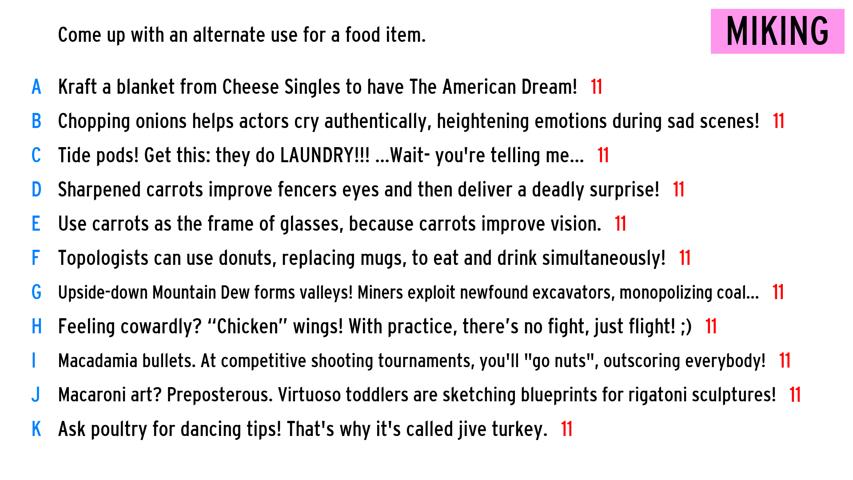 Come up with an alternate use for a food item.
MIKING
A Kraft a blanket from Cheese Singles to have The American Dream! 11
B Chopping onions helps actors cry authentically, heightening emotions during sad scenes! 11
C Tide pods! Get this: they do LAUNDRY!!! ...Wait- you're telling me... 11
D Sharpened carrots improve fencers eyes and then deliver a deadly surprise! 11
E Use carrots as the frame of glasses, because carrots improve vision. 11
F Topologists can use donuts, replacing mugs, to eat and drink simultaneously! 11
G Upside-down Mountain Dew forms valleys! Miners exploit newfound excavators, monopolizing coal... 11
H Feeling cowardly? “Chicken” wings! With practice, there’s no fight, just flight! ;) 11
I Macadamia bullets. At competitive shooting tournaments, you'll "go nuts", outscoring everybody! 11
J Macaroni art? Preposterous. Virtuoso toddlers are sketching blueprints for rigatoni sculptures! 11
K Ask poultry for dancing tips! That's why it's called jive turkey. 11